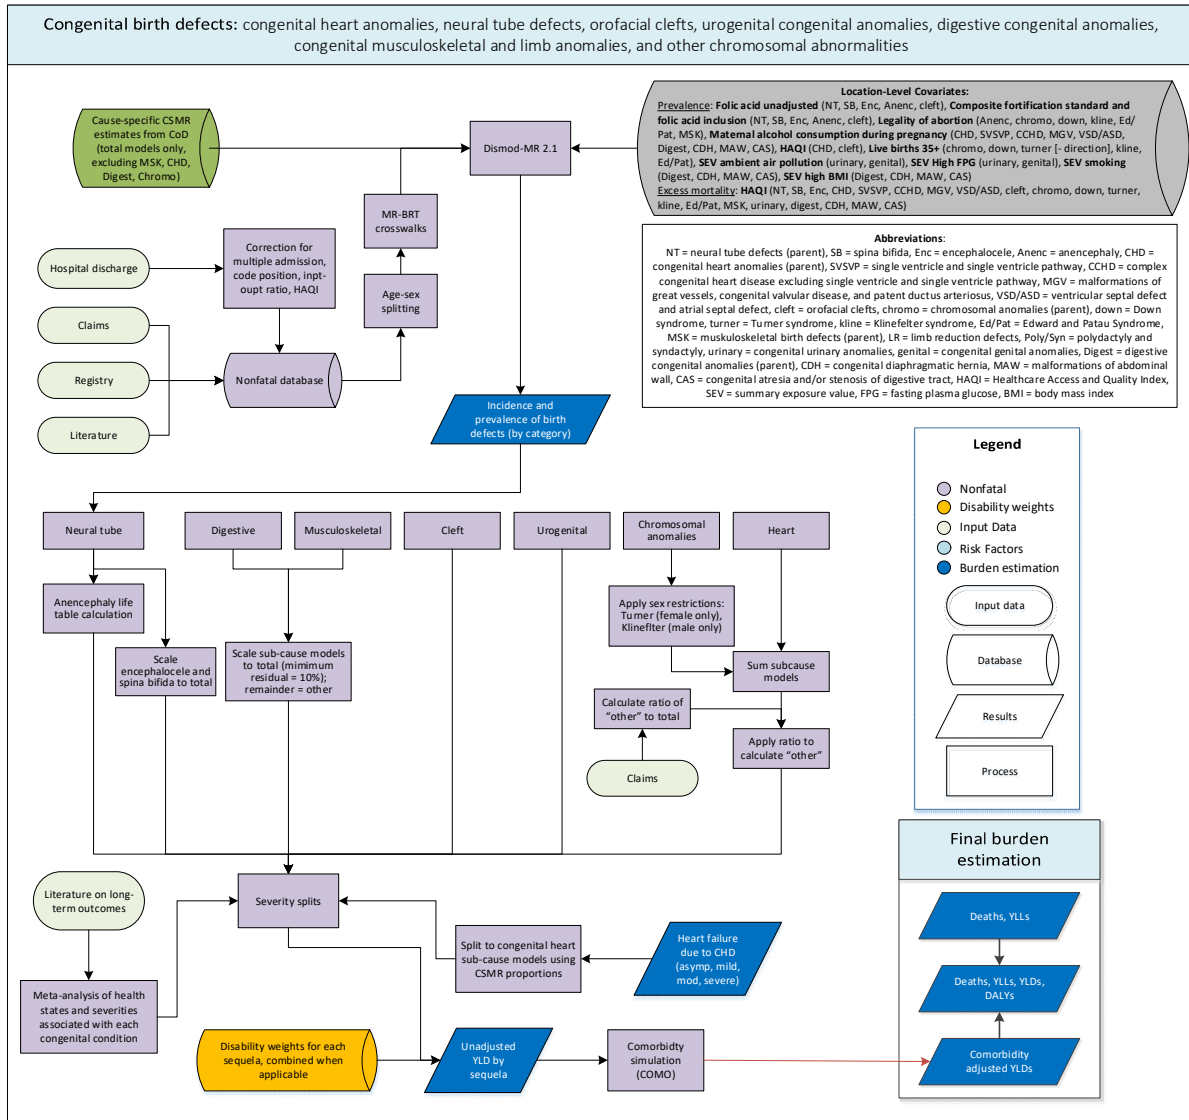 Congenital birth defects: congenital heart anomalies, neural tube defects, orofacial clefts, urogenital congenital anomalies, digestive congenital anomalies,
congenital musculoskeletal and limb anomalies, and other chromosomal abnormalities
Cause-specific CSMR
estimates from CoD
(total models only,
excluding MSK, CHD,
Digest, Chromo)
Dismod-MR 2.1
Location-Level Covariates:
Prevalence: Folic acid unadjusted (NT, SB, Enc, Anenc, cleft), Composite fortification standard and
folic acid inclusion (NT, SB, Enc, Anenc, cleft), Legality of abortion (Anenc, chromo, down, kline, Ed/
Pat, MSK), Maternal alcohol consumption during pregnancy (CHD, SVSVP, CCHD, MGV, VSD/ASD,
Digest, CDH, MAW, CAS), HAQI (CHD, cleft), Live births 35+ (chromo, down, turner [- direction], kline,
Ed/Pat), SEV ambient air pollution (urinary, genital), SEV High FPG (urinary, genital), SEV smoking
(Digest, CDH, MAW, CAS), SEV high BMI (Digest, CDH, MAW, CAS)
Excess mortality: HAQI (NT, SB, Enc, CHD, SVSVP, CCHD, MGV, VSD/ASD, cleft, chromo, down, turner,
kline, Ed/Pat, MSK, urinary, digest, CDH, MAW, CAS)
MR-BRT
crosswalks
Age-sex
splitting
Hospital discharge
Correction for
multiple admission,
code position, inpt-
oupt ratio, HAQI
Claims
Registry
Literature
Nonfatal database
Abbreviations:
NT = neural tube defects (parent), SB = spina bifida, Enc = encephalocele, Anenc = anencephaly, CHD =
congenital heart anomalies (parent), SVSVP = single ventricle and single ventricle pathway, CCHD = complex
congenital heart disease excluding single ventricle and single ventricle pathway, MGV = malformations of
great vessels, congenital valvular disease, and patent ductus arterious, VSD/ASD = ventricular septal defect
and atrial septal defect, cleft = orofacial clefts, chromo = chromosomal anomalies (parent), down = Down
syndrome, turner = Turner syndrome, kline = Klinefelter syndrome, Ed/Pat = Edward and Patau Syndrome,
MSK = muskuloskeletal birth defects (parent), LR = limb reduction defects, Poly/Syn = polydactyly and
syndactyly, urinary = congenital urinary anomalies, genital = congenital genital anomalies, Digest = digestive
congenital anomalies (parent), CDH = congenital diaphragmatic hernia, MAW = malformations of abdominal
wall, CAS = congenital atresia and/or stenosis of digestive tract, HAQI = Healthcare Access and Quality Index,
SEV = summary exposure value, FPG = fasting plasma glucose, BMI = body mass index
Incidence and
prevalence of birth
defects (by category)
Legend
Nonfatal
Disability weights
Input Data
Risk Factors
Burden estimation
Input data
Database
Results
Process
Neural tube
Digestive
Musculoskeletal
Cleft
Urogenital
Chromosomal
anomalies
Heart
Anencephaly life
table calculation
Scale
encephalocele and
spina bifida to total
Scale sub-cause models
to total (mimimum
residual = 10%);
remainder = other
Apply sex restrictions:
Turner (female only),
Klineflter (male only)
Sum subcause
models
Calculate ratio of
"other" to total
Apply ratio to
calculate "other"
Claims
Literature on long-
term outcomes
Severity splits
Split to congenital heart
sub-cause models using
CSMR proportions
Heart failure
due to CHD
(asymp, mild,
mod, severe)
Meta-analysis of health
states and severities
associated with each
congenital condition
Disability weights for each
sequela, combined when
applicable
Unadjusted
YLD by
sequela
Comorbidty
simulation
(COMO)
Final burden
estimation
Deaths, YLLs
Deaths, YLLs, YLDs,
DALYs
Comorbidity
adjusted YLDs